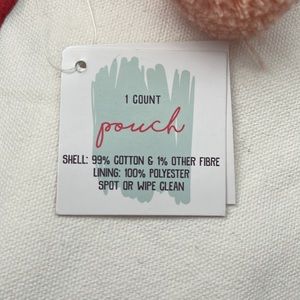 1 COUNT
pouch
SHELL: 99% COTTON & 1% OTHER FIBRE
LINING: 100% POLYESTER
SPOT OR WIPE CLEAN